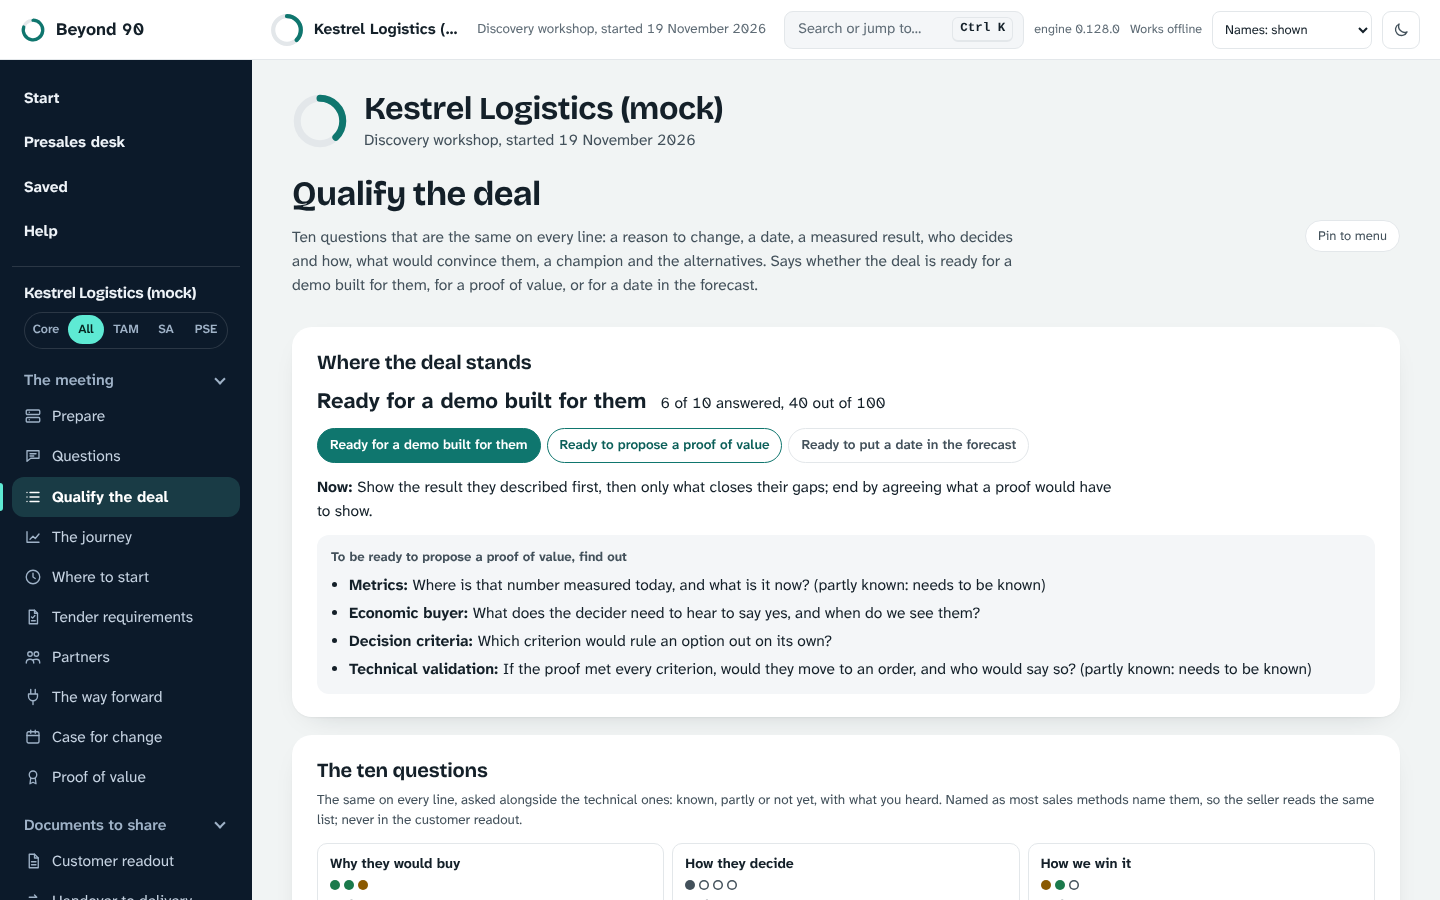 Beyond 90
Kestrel Logistics (...
Discovery workshop, started 19 November 2026
Search or jump to...
Ctrl K
engine 0.128.0
Works offline
Names: shown
Start
Presales desk
Saved
Help
Kestrel Logistics (mock)
Core
All
TAM
SA
PSE
The meeting
Prepare
Questions
Qualify the deal
The journey
Where to start
Tender requirements
Partners
The way forward
Case for change
Proof of value
Documents to share
Customer readout
Handover to delivery
Kestrel Logistics (mock)
Discovery workshop, started 19 November 2026
Qualify the deal
Ten questions that are the same on every line: a reason to change, a date, a measured result, who decides
and how, what would convince them, a champion and the alternatives. Says whether the deal is ready for a
demo built for them, for a proof of value, or for a date in the forecast.
Pin to menu
Where the deal stands
Ready for a demo built for them
6 of 10 answered, 40 out of 100
Ready for a demo built for them
Ready to propose a proof of value
Ready to put a date in the forecast
Now: Show the result they described first, then only what closes their gaps; end by agreeing what a proof would have
to show.
To be ready to propose a proof of value, find out
• Metrics: Where is that number measured today, and what is it now? (partly known: needs to be known)
• Economic buyer: What does the decider need to hear to say yes, and when do we see them?
• Decision criteria: Which criterion would rule an option out on its own?
• Technical validation: If the proof met every criterion, would they move to an order, and who would say so? (partly known: needs to be known)
The ten questions
The same on every line, asked alongside the technical ones: known, partly or not yet, with what you heard. Named as most sales methods name them, so the seller reads the same
list; never in the customer readout.
Why they would buy
How they decide
How we win it